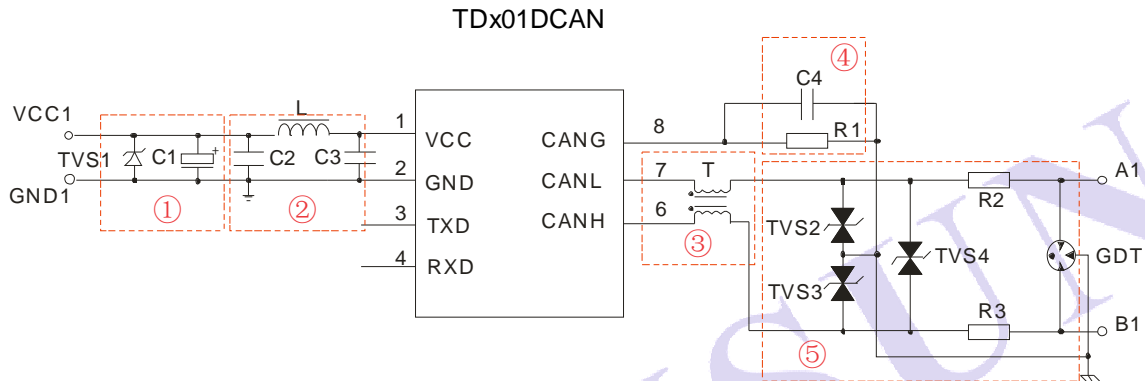 TDx01DCAN
④
C4
VCC1
L
1
VCC
CANG
8
R1
TVS1
C1
+
C2
C3
2
GND
CANL
7
T
A1
GND1
R2
①
②
3
TXD
CANH
6
③
TVS2
TVS4
GDT
4
RXD
TVS3
R3
B1
⑤
SUN